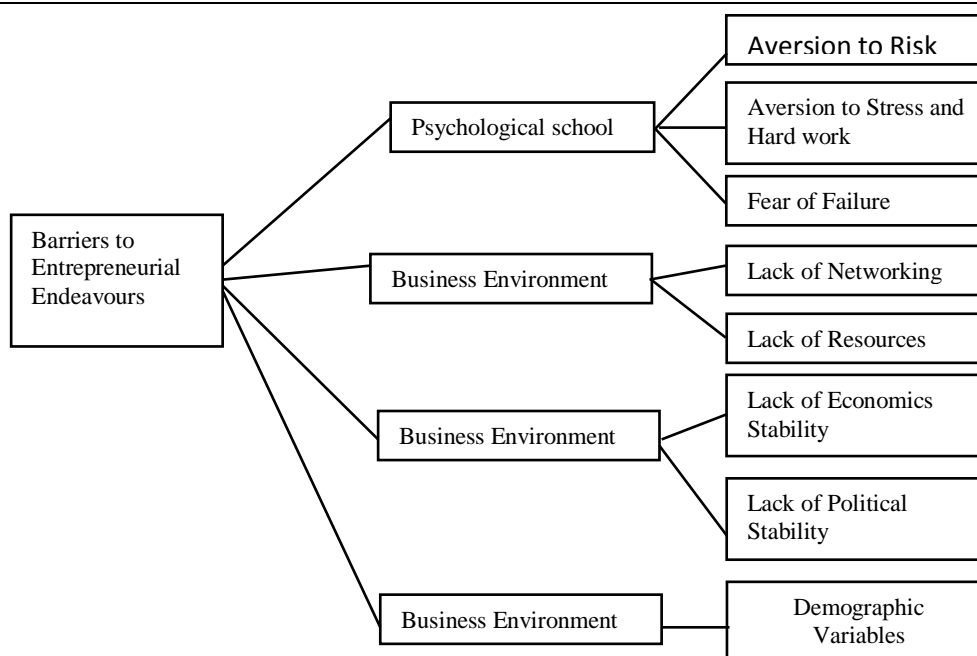 Aversion to Risk
Aversion to Stress and
Hard work
Psychological school
Fear of Failure
Barriers to
Entrepreneurial
Endeavours
Business Environment
Lack of Networking
Lack of Resources
Business Environment
Lack of Economics
Stability
Lack of Political
Stability
Business Environment
Demographic
Variables